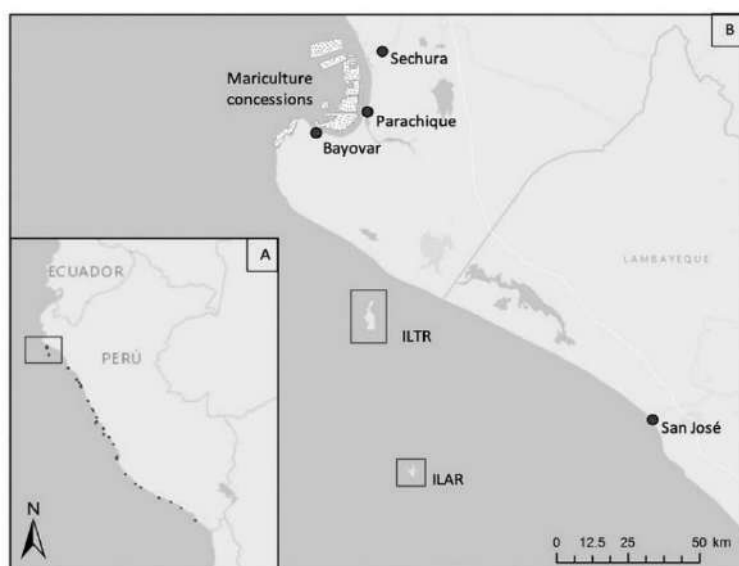 B
Sechura
Mariculture
concessions
Parachique
Bayovar
A
ECUADOR
LAMBAYEQUE
ILTR
PERÚ
San José
ILAR
N
0 12.5 25 50 km